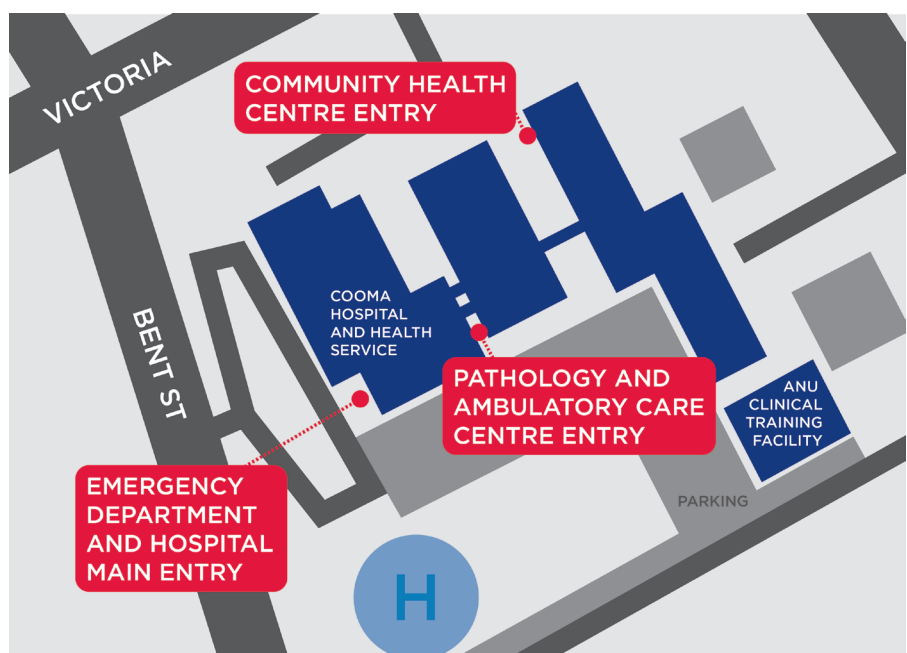 VICTORIA
COMMUNITY HEALTH
CENTRE ENTRY
BENT ST
COOMA
HOSPITAL
AND HEALTH
SERVICE
PATHOLOGY AND
AMBULATORY CARE
CENTRE ENTRY
ANU
CLINICAL
TRAINING
FACILITY
EMERGENCY
DEPARTMENT
AND HOSPITAL
MAIN ENTRY
PARKING
H